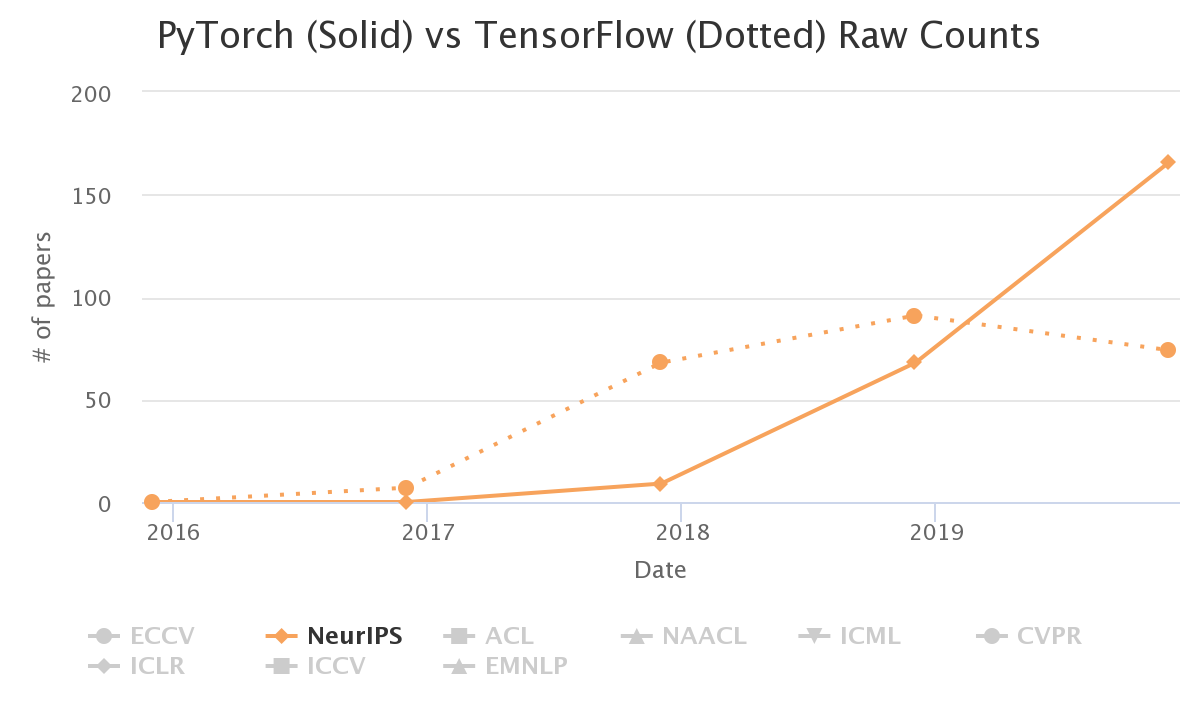 PyTorch (Solid) vs TensorFlow (Dotted) Raw Counts
200
150
100
50
0
# of papers
2016 2017 2018 2019
Date
ECCV NeurIPS ACL NAACL ICML CVPR
ICLR ICCV EMNLP